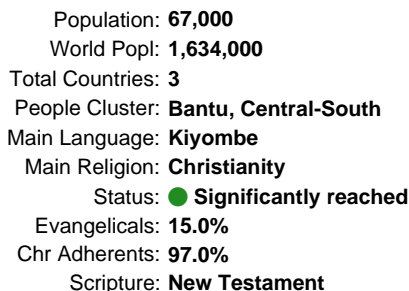 Population: 67,000
World Popl: 1,634,000
Total Countries: 3
People Cluster: Bantu, Central-South
Main Language: Kiyombe
Main Religion: Christianity
Status: Significantly reached
Evangelicals: 15.0%
Chr Adherents: 97.0%
Scripture: New Testament